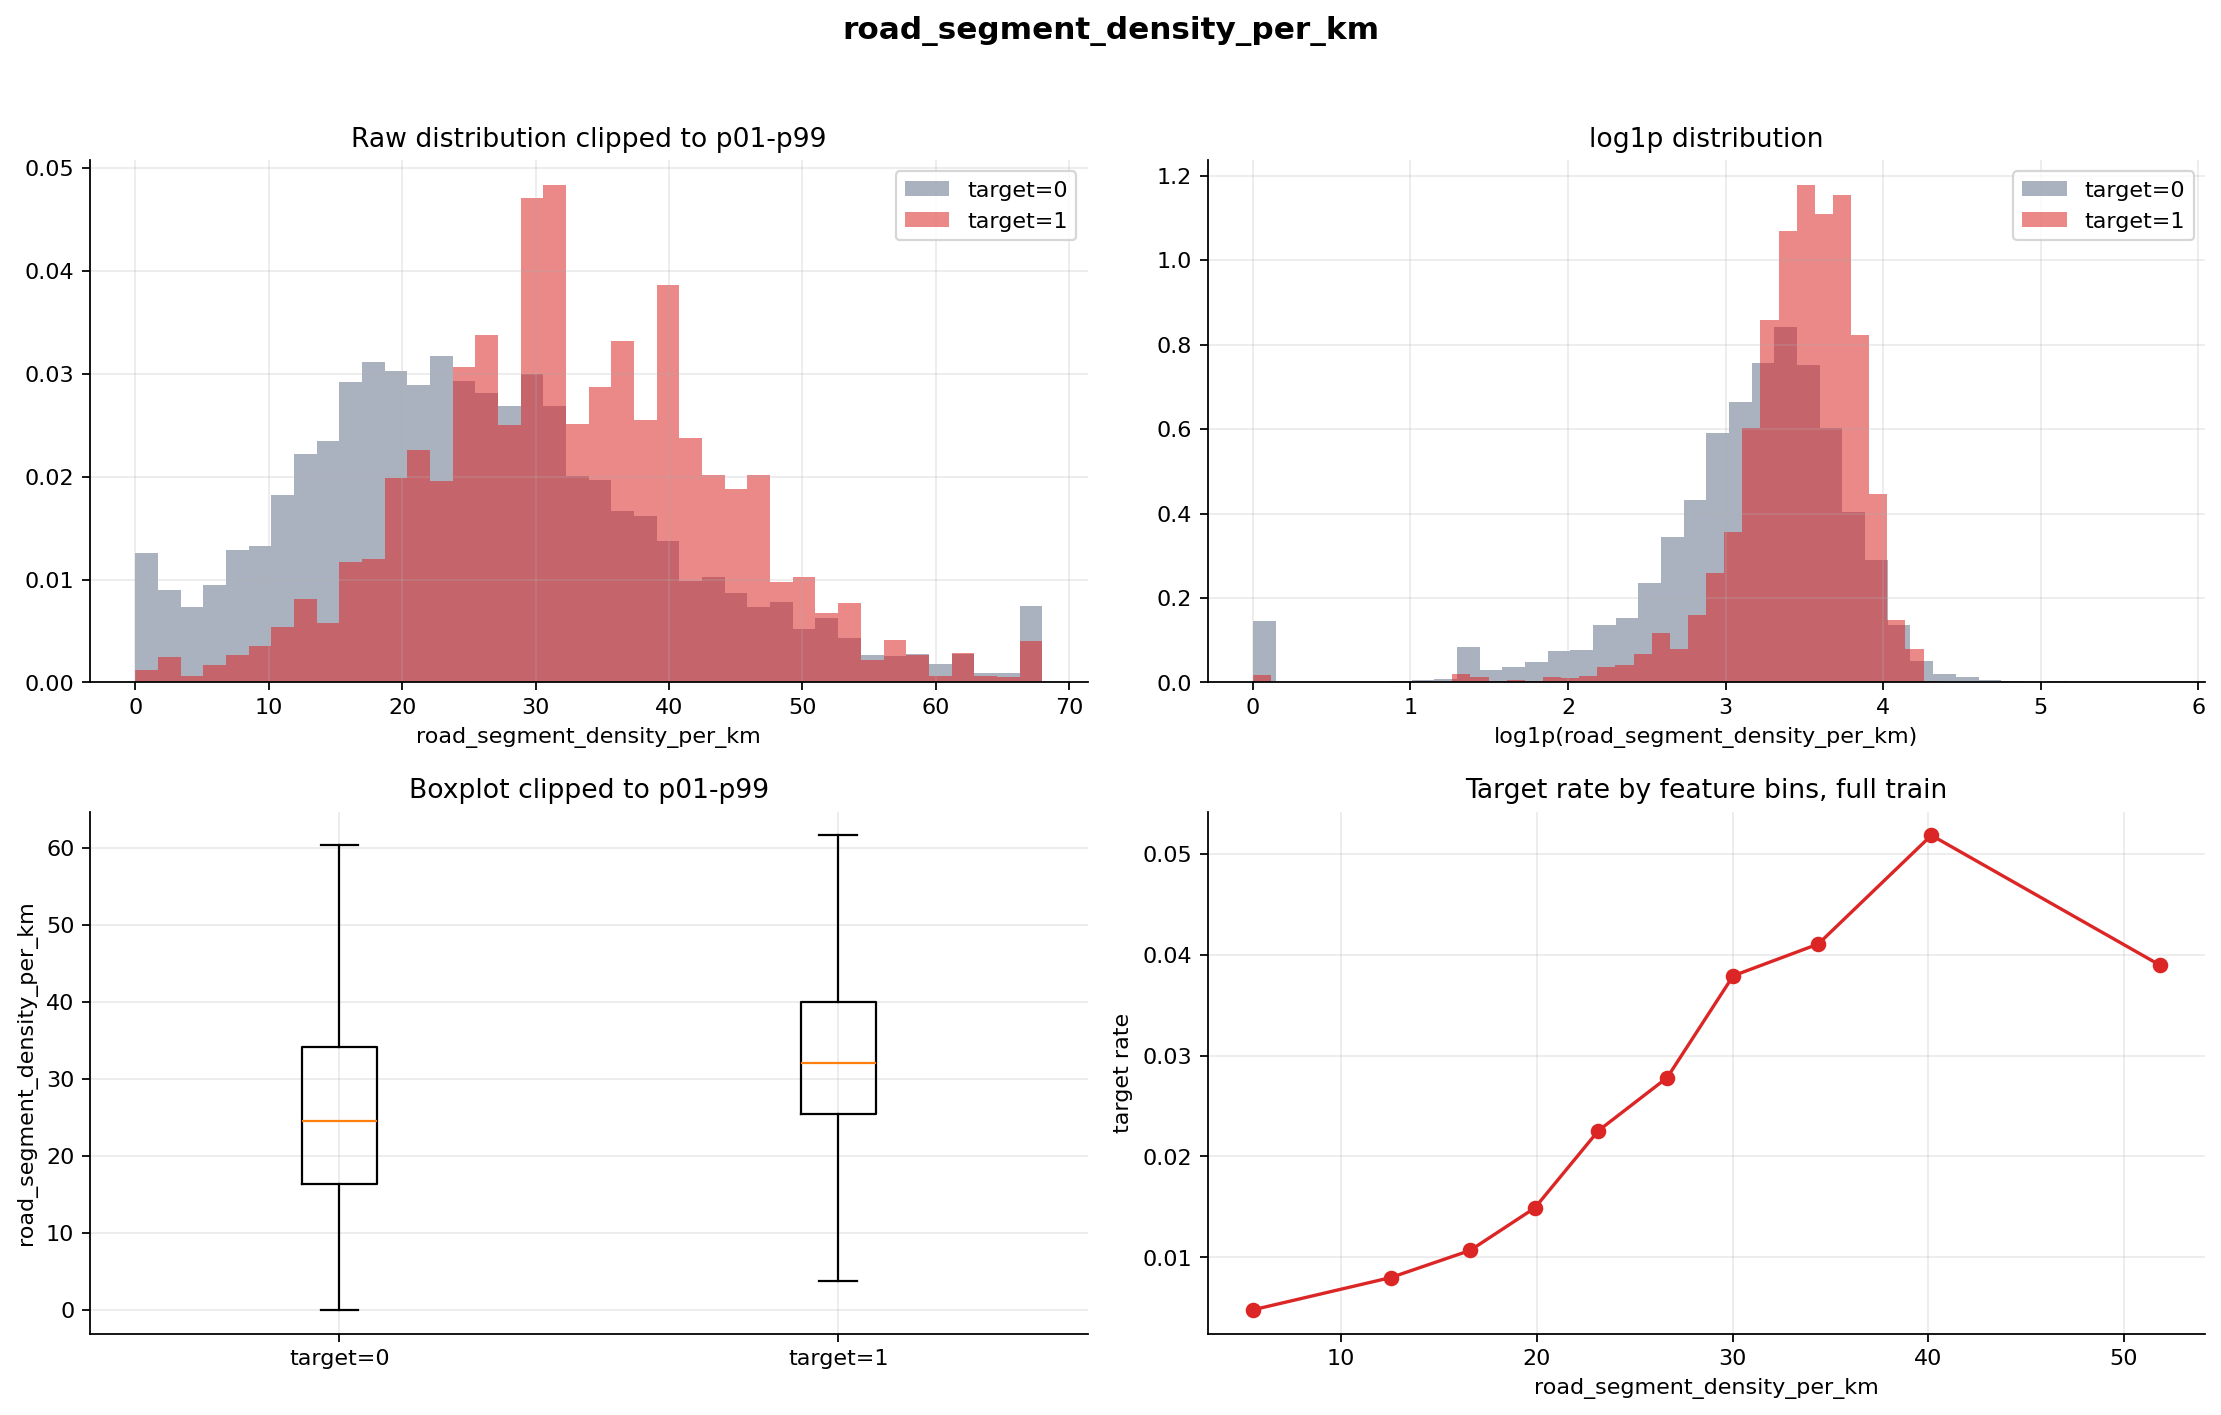 road_segment_density_per_km
Raw distribution clipped to p01-p99
0.05
0.04
0.03
0.02
0.01
0.00
0 10 20 30 40 50 60 70
road_segment_density_per_km
target=0
target=1
log1p distribution
1.2
1.0
0.8
0.6
0.4
0.2
0.0
0 1 2 3 4 5 6
log1p(road_segment_density_per_km)
target=0
target=1
Boxplot clipped to p01-p99
road_segment_density_per_km
60
50
40
30
20
10
0
target=0 target=1
Target rate by feature bins, full train
target rate
0.05
0.04
0.03
0.02
0.01
10 20 30 40 50
road_segment_density_per_km